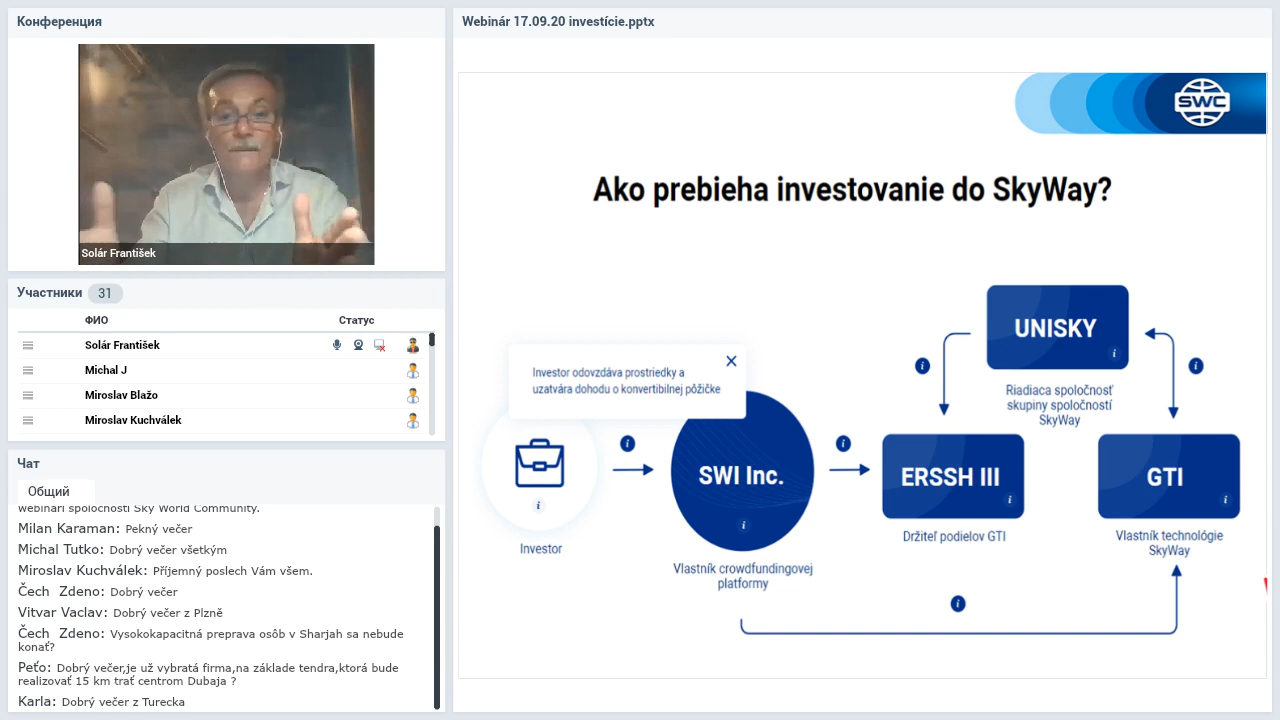 Конференция
Solár František
Участники 31
ФИО Статус
Solár František
Michal J
Miroslav Blažo
Miroslav Kuchválek
Чат
Общий
webinári spoločnosti Sky World Community.
Milan Karaman: Pekný večer
Michal Tutko: Dobrý večer všetkým
Miroslav Kuchválek: Příjemný poslech Vám všem.
Čech Zdeno: Dobrý večer
Vitvar Vaclav: Dobrý večer z Plzně
Čech Zdeno: Vysokokapacitná preprava osôb v Sharjah sa nebude
konať?
Peťo: Dobrý večer,je už vybratá firma,na základe tendra,ktorá bude
realizovať 15 km trať centrom Dubaja ?
Karla: Dobrý večer z Turecka
Webinár 17.09.20 investície.pptx
SWC
Ako prebieha investovanie do SkyWay?
Investor odovzdáva prostriedky a
uzatvára dohodu o konvertibilnej pôžičke
i
Investor
i
SWI Inc.
i
Vlastník crowdfundingovej
platformy
i
UNISKY
i
Riadiaca spoločnosť
skupiny spoločností
SkyWay
i
i
ERSSH III
i
Držiteľ podielov GTI
GTI
i
Vlastník technológie
SkyWay
i